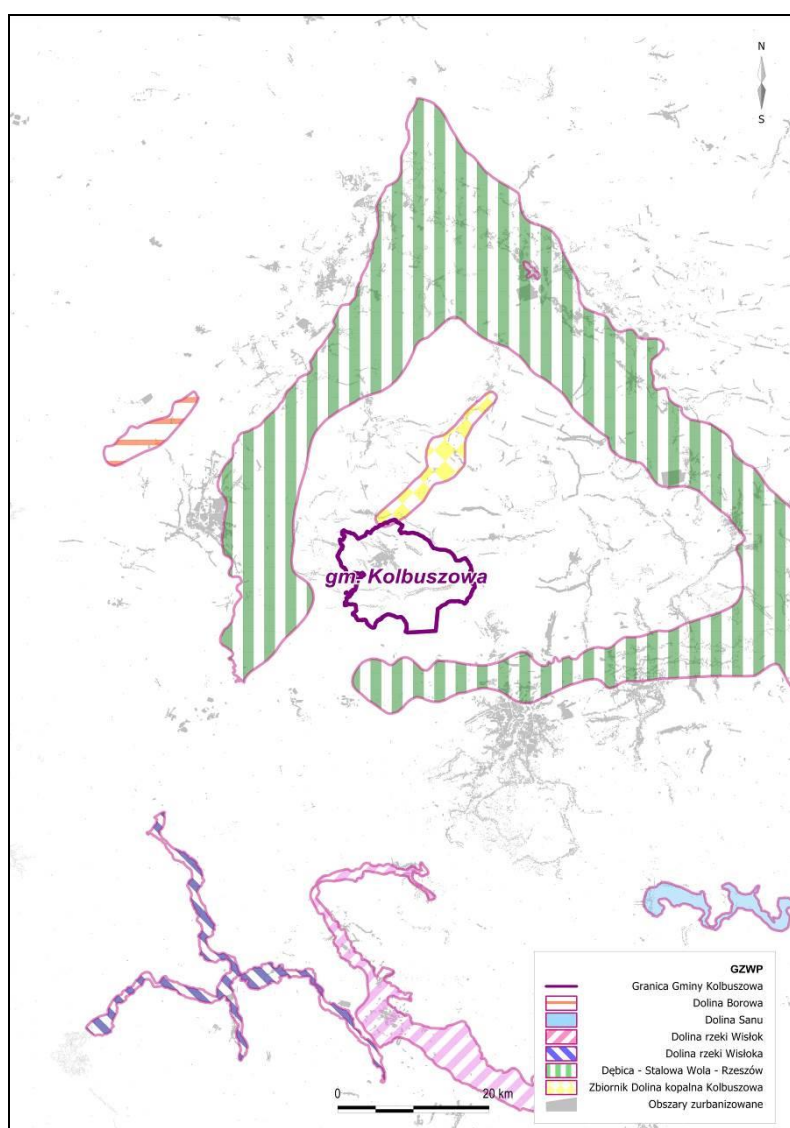 N
S
gm. Kolbuszowa
GZWP
Granica Gminy Kolbuszowa
Dolina Borowa
Dolina Sanu
Dolina rzeki Wisłok
Dolina rzeki Wisłoka
Dębica - Stalowa Wola - Rzeszów
Zbiornik Dolina kopalna Kolbuszowa
Obszary zurbanizowane
0 20 km